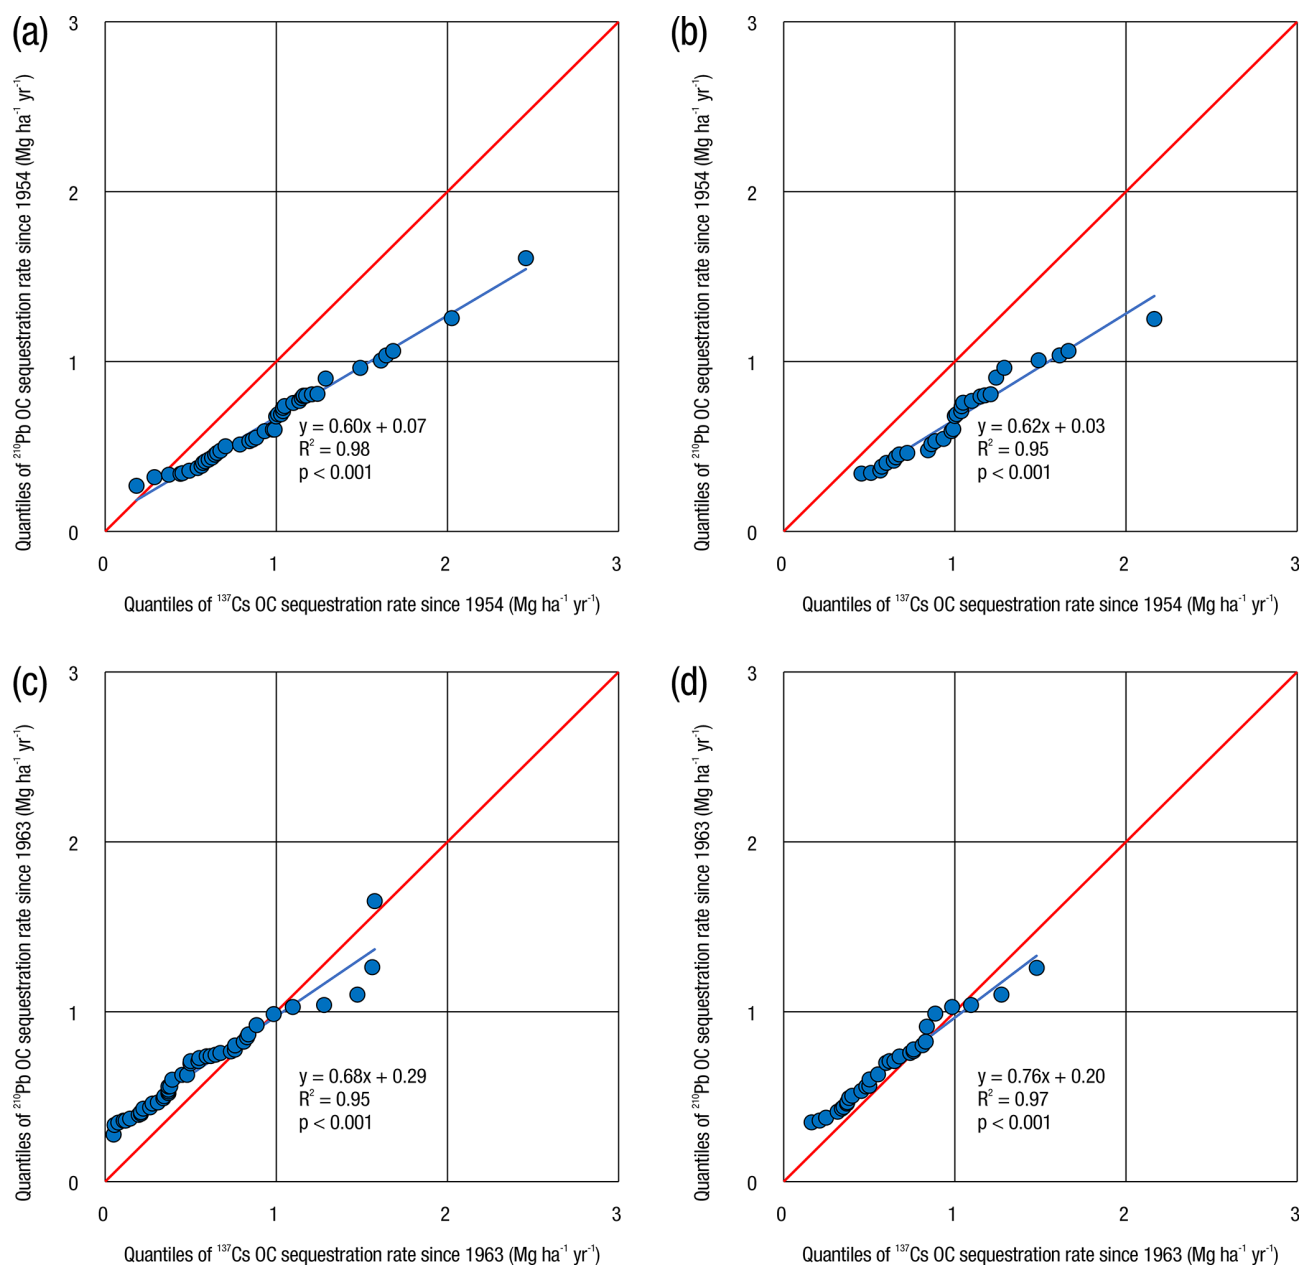 (a)
3
2
1
0
0 1 2 3
Quantiles of ²¹⁰Pb OC sequestration rate since 1954 (Mg ha⁻¹ yr⁻¹)
y = 0.60x + 0.07
R² = 0.98
p < 0.001
Quantiles of ¹³⁷Cs OC sequestration rate since 1954 (Mg ha⁻¹ yr⁻¹)
(b)
3
2
1
0
0 1 2 3
Quantiles of ²¹⁰Pb OC sequestration rate since 1954 (Mg ha⁻¹ yr⁻¹)
y = 0.62x + 0.03
R² = 0.95
p < 0.001
Quantiles of ¹³⁷Cs OC sequestration rate since 1954 (Mg ha⁻¹ yr⁻¹)
(c)
3
2
1
0
0 1 2 3
Quantiles of ²¹⁰Pb OC sequestration rate since 1963 (Mg ha⁻¹ yr⁻¹)
y = 0.68x + 0.29
R² = 0.95
p < 0.001
Quantiles of ¹³⁷Cs OC sequestration rate since 1963 (Mg ha⁻¹ yr⁻¹)
(d)
3
2
1
0
0 1 2 3
Quantiles of ²¹⁰Pb OC sequestration rate since 1963 (Mg ha⁻¹ yr⁻¹)
y = 0.76x + 0.20
R² = 0.97
p < 0.001
Quantiles of ¹³⁷Cs OC sequestration rate since 1963 (Mg ha⁻¹ yr⁻¹)